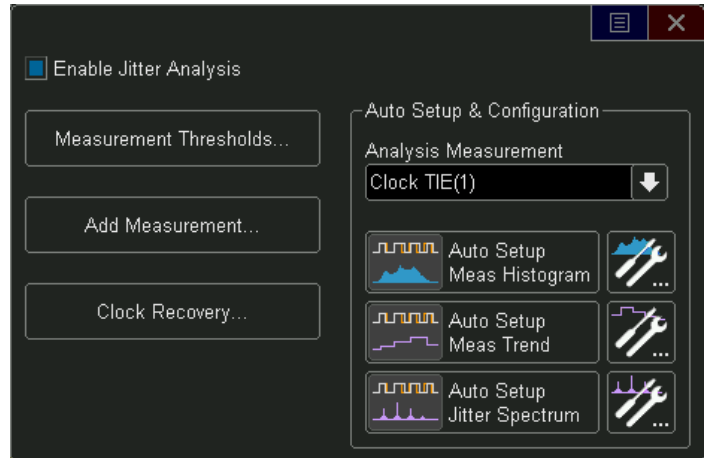 Enable Jitter Analysis
Measurement Thresholds...
Add Measurement...
Clock Recovery...
Auto Setup & Configuration
Analysis Measurement
Clock TIE(1)
Auto Setup
Meas Histogram
...
Auto Setup
Meas Trend
...
Auto Setup
Jitter Spectrum
...